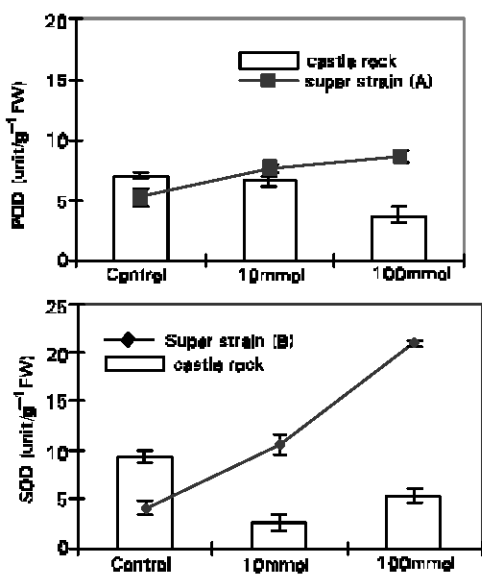 20
15
10
5
0
POD (unit/g⁻¹ FW)
castle rock
super strain (A)
Control 10mmol 100mmol
25
20
15
10
5
0
SOD (unit/g⁻¹ FW)
Super strain (B)
castle rock
Control 10mmol 100mmol